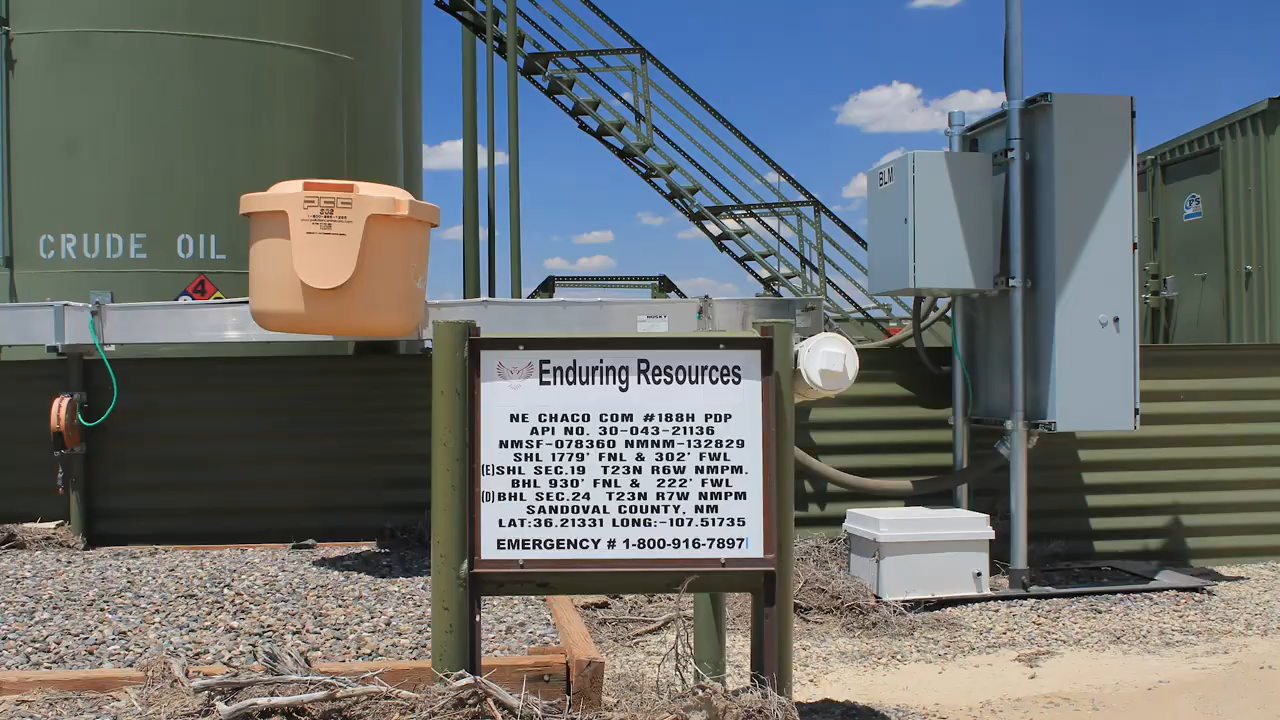 CRUDE OIL
4
PCG
BLM
HUSKY
Enduring Resources
NE CHACO COM #188H PDP
API NO. 30-043-21136
NMSF-078360 NMNM-132829
SHL 1779' FNL & 302' FWL
(E)SHL SEC.19 T23N R6W NMPM.
BHL 930' FNL & 222' FWL
(D)BHL SEC.24 T23N R7W NMPM
SANDOVAL COUNTY, NM
LAT:36.21331 LONG:-107.51735
EMERGENCY # 1-800-916-7897